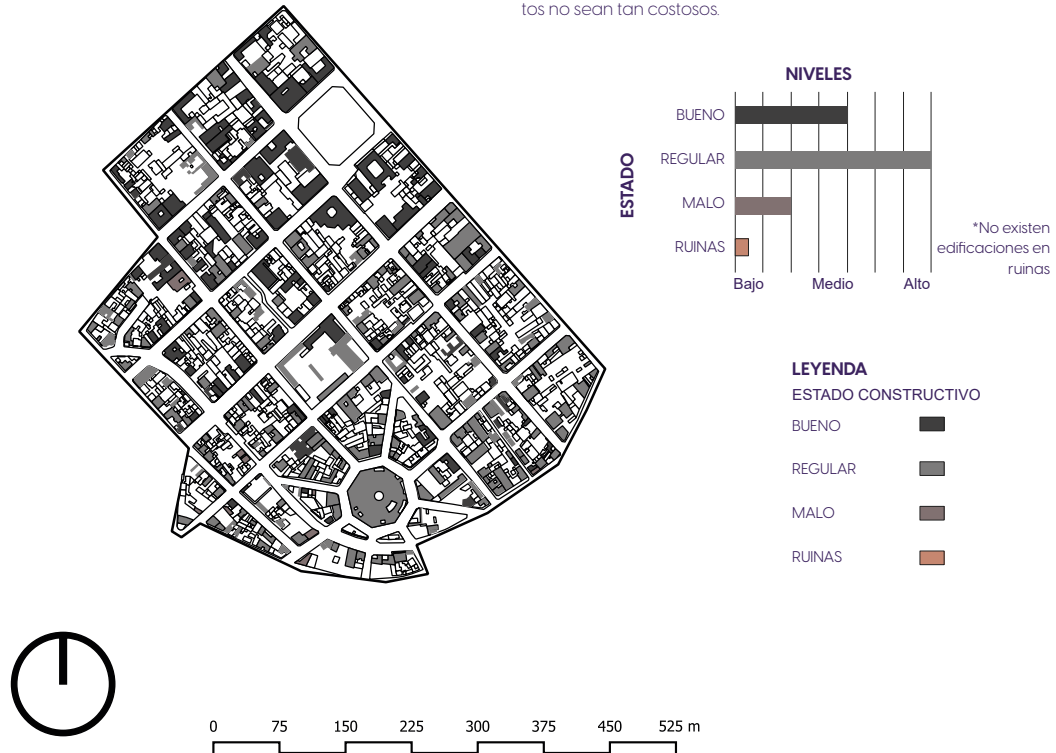 tos no sean tan costosos.
NIVELES
ESTADO
BUENO
REGULAR
MALO
RUINAS
Bajo Medio Alto
*No existen
edificaciones en
ruinas
LEYENDA
ESTADO CONSTRUCTIVO
BUENO
REGULAR
MALO
RUINAS
0 75 150 225 300 375 450 525 m